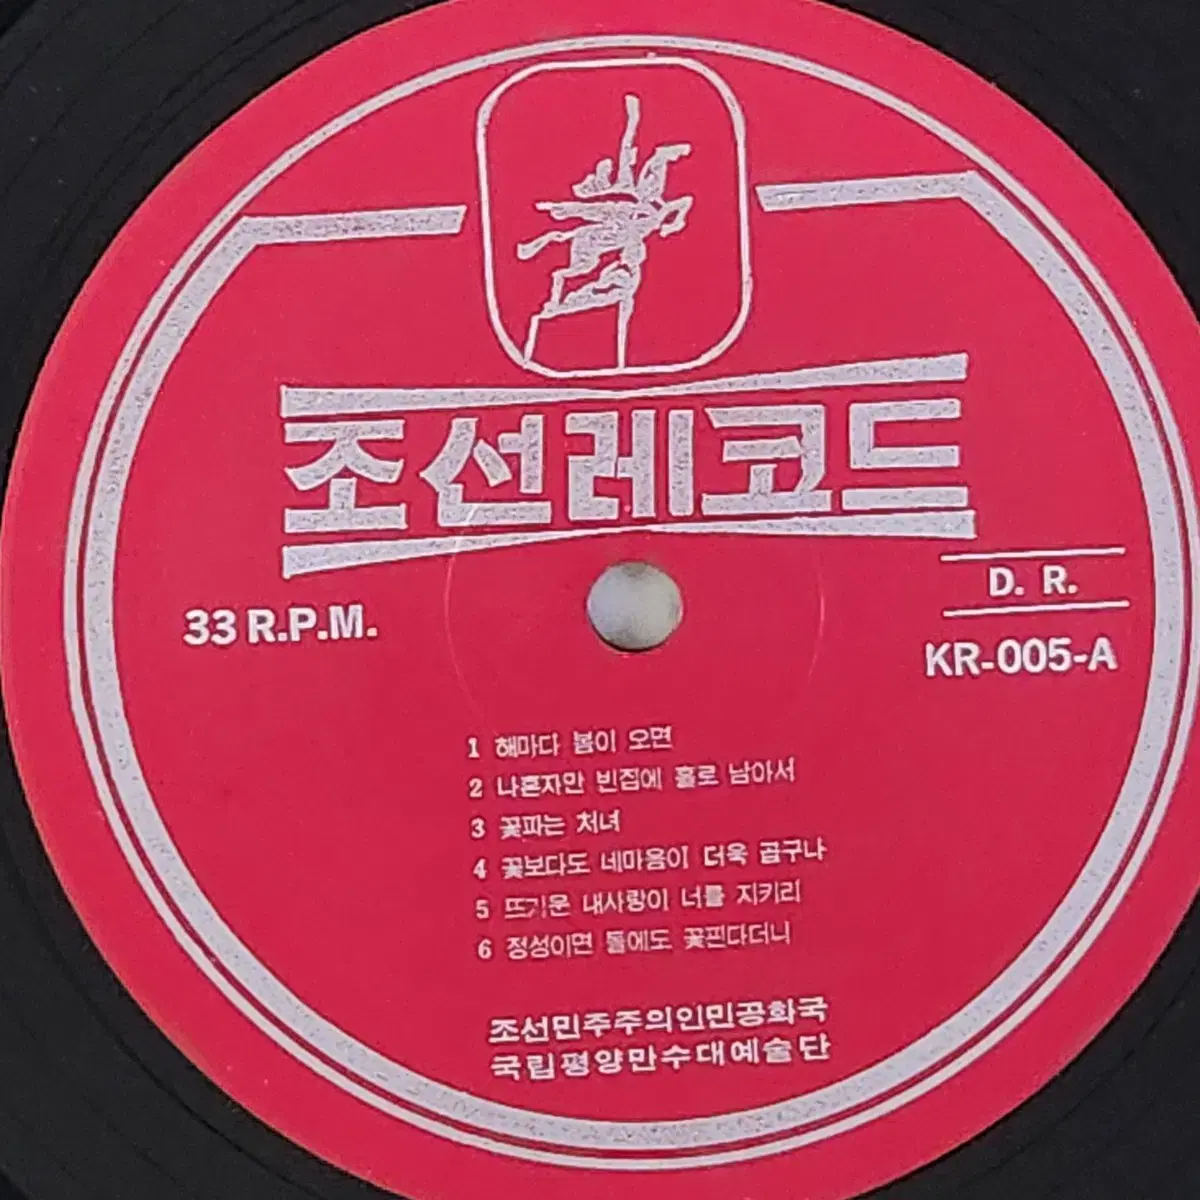 조선레코드
33 R.P.M.
D. R.
KR-005-A
1 해마다 봄이 오면
2 나혼자만 빈집에 홀로 남아서
3 꽃파는 처녀
4 꽃보다도 네마음이 더욱 곱구나
5 뜨거운 내사랑이 너를 지키리
6 정성이면 돌에도 꽃핀다더니
조선민주주의인민공화국
국립평양만수대예술단